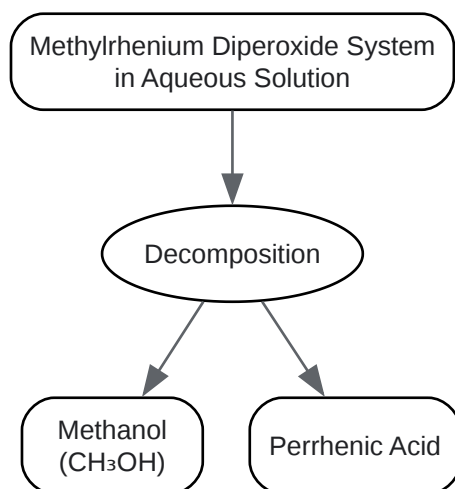 Methylrhenium Diperoxide System
in Aqueous Solution
Decomposition
Methanol
(CH₃OH)
Perrhenic Acid